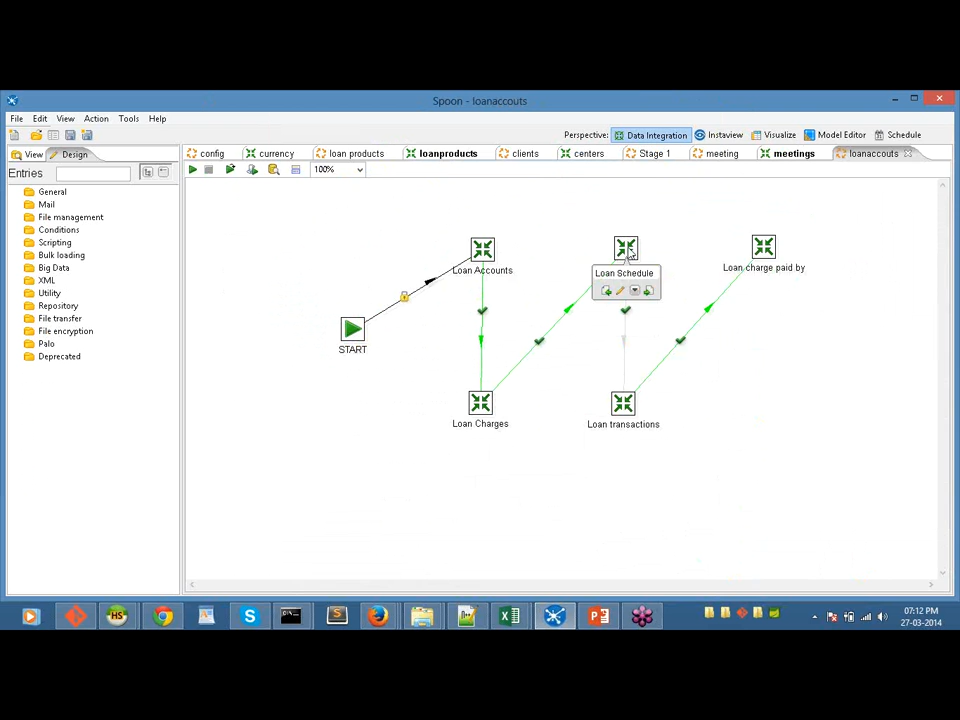 Spoon - loanaccouts
File Edit View Action Tools Help
Perspective: Data Integration Instaview Visualize Model Editor Schedule
View Design
config currency loan products loanproducts clients centers Stage 1 meeting meetings loanaccouts
Entries
100%
General
Mail
File management
Conditions
Scripting
Bulk loading
Big Data
XML
Utility
Repository
File transfer
File encryption
Palo
Deprecated
Loan Accounts
Loan charge paid by
Loan Schedule
START
Loan Charges
Loan transactions
HS
07:12 PM
27-03-2014